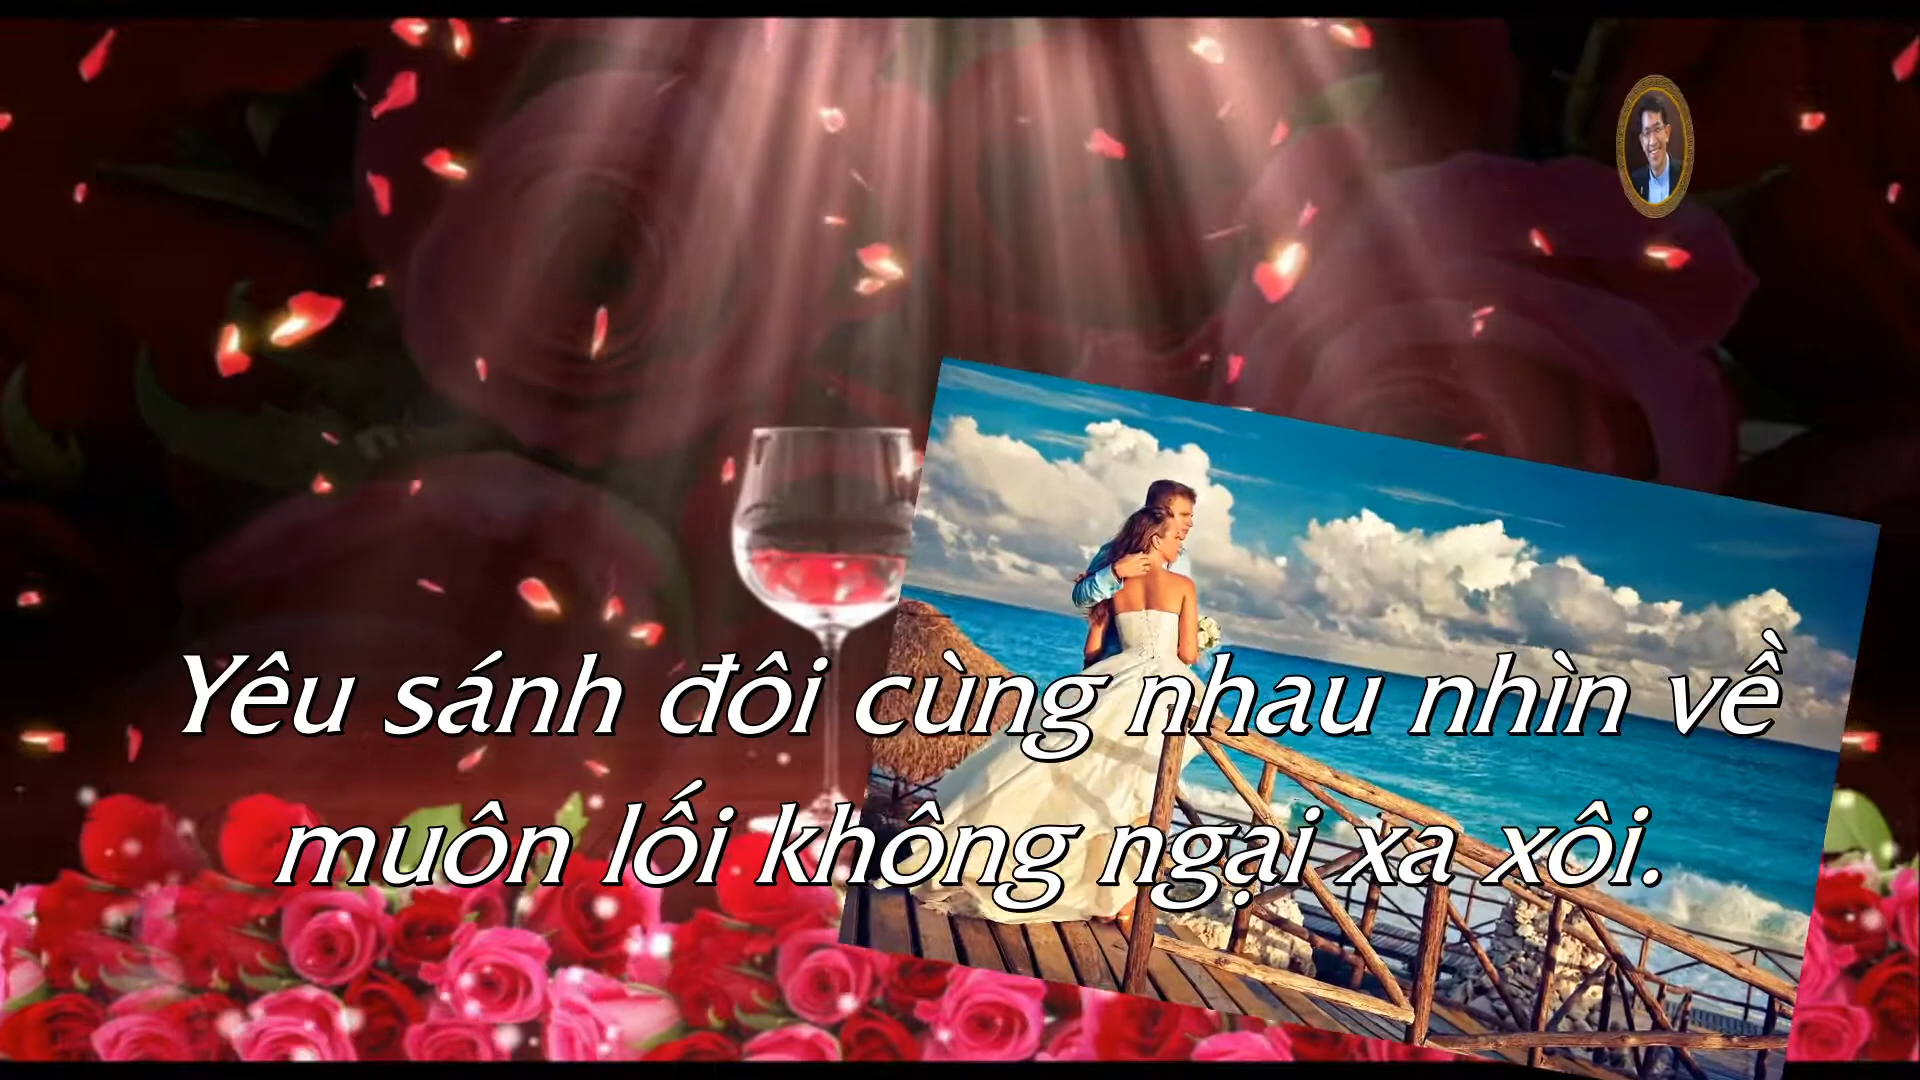 Yêu sánh đôi cùng nhau nhìn về
muôn lối không ngại xa xôi.